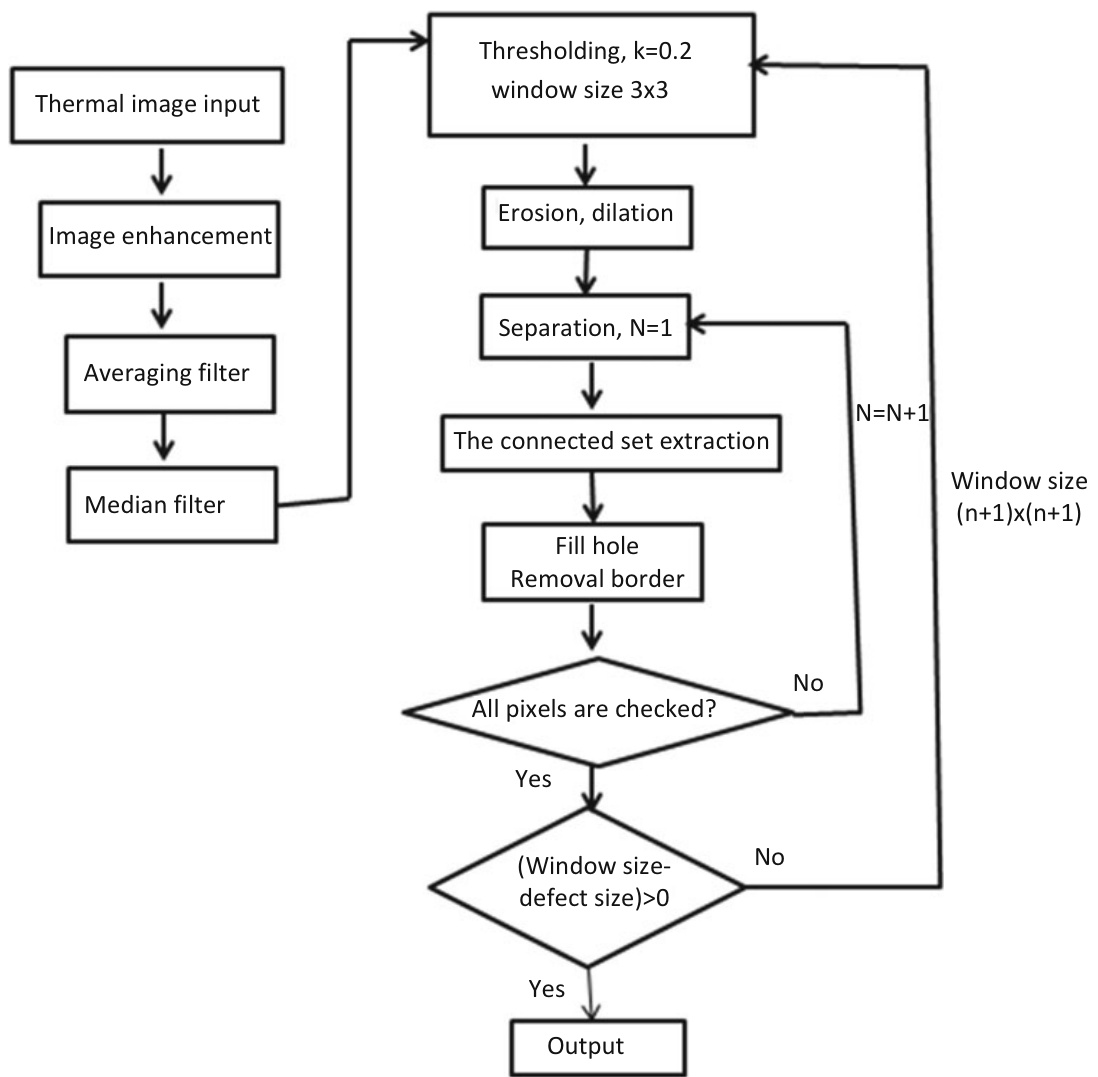 Thermal image input
Image enhancement
Averaging filter
Median filter
Thresholding, k=0.2
window size 3x3
Erosion, dilation
Separation, N=1
The connected set extraction
Fill hole
Removal border
All pixels are checked?
No
N=N+1
Yes
(Window size-
defect size)>0
No
Window size
(n+1)x(n+1)
Yes
Output